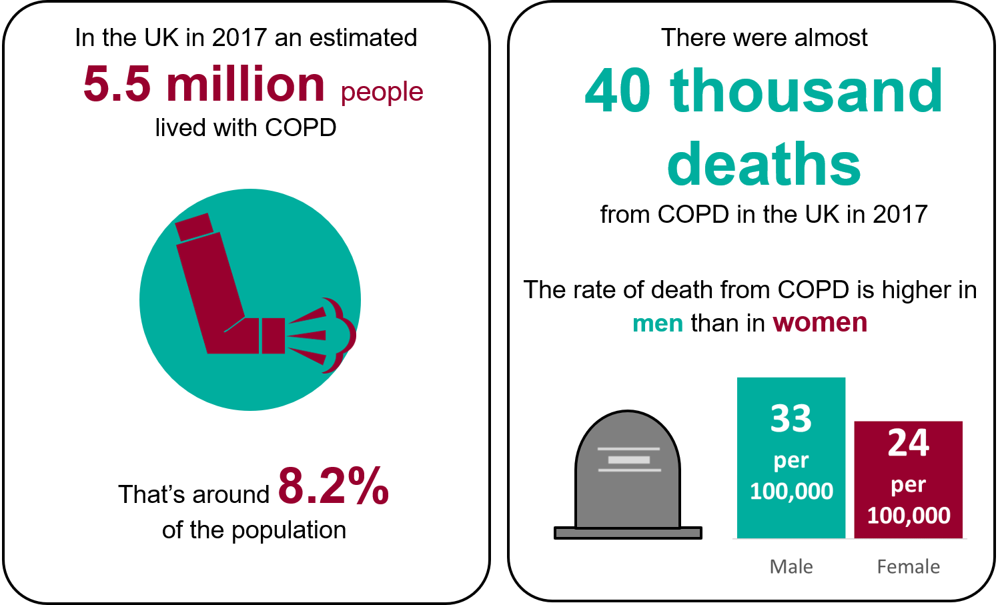 In the UK in 2017 an estimated
5.5 million people
lived with COPD
That’s around 8.2%
of the population
There were almost
40 thousand
deaths
from COPD in the UK in 2017
The rate of death from COPD is higher in
men than in women
33
per
100,000
24
per
100,000
Male
Female